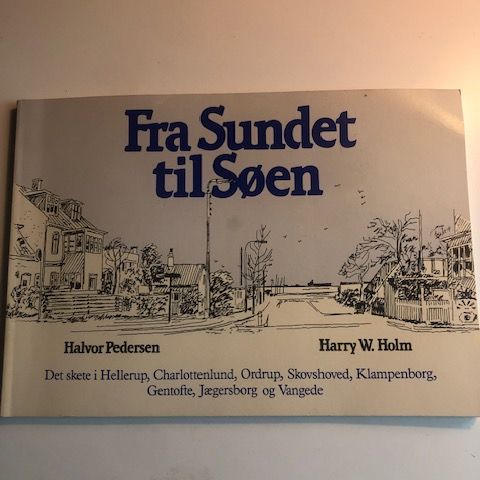 Fra Sundet
til Søen
Halvor Pedersen
Harry W. Holm
Det skete i Hellerup, Charlottenlund, Ordrup, Skovshoved, Klampenborg,
Gentofte, Jægersborg og Vangede